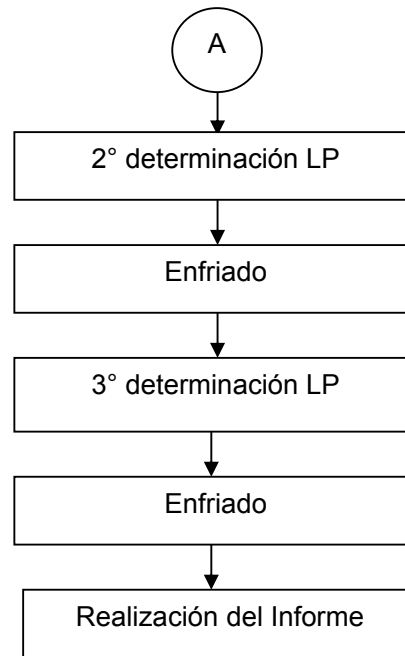 A
2° determinación LP
Enfriado
3° determinación LP
Enfriado
Realización del Informe